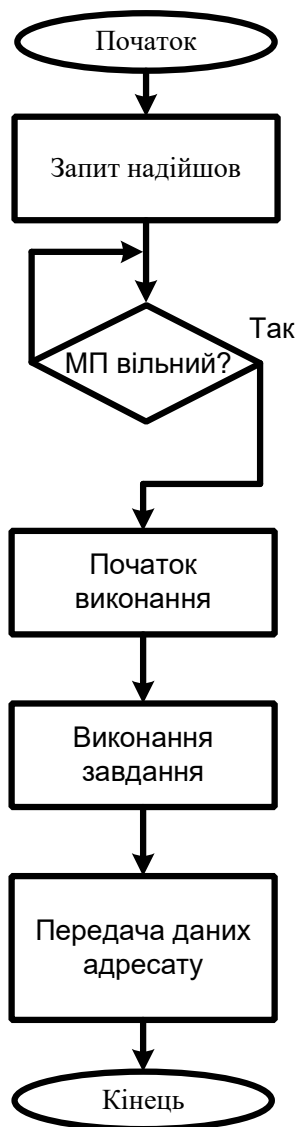 Початок
Запит надійшов
Так
МП вільний?
Початок
виконання
Виконання
завдання
Передача даних
адресату
Кінець